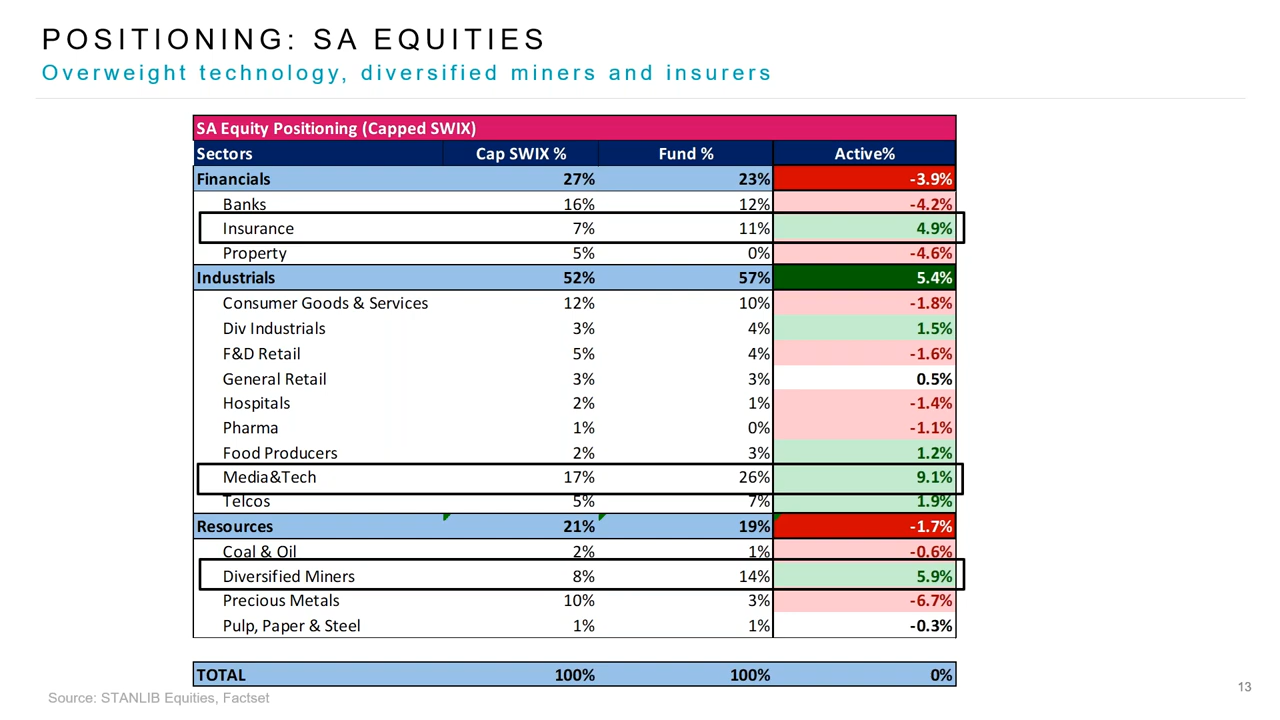 POSITIONING: SA EQUITIES
Overweight technology, diversified miners and insurers
SA Equity Positioning (Capped SWIX)
Sectors Cap SWIX % Fund % Active%
Financials 27% 23% -3.9%
Banks 16% 12% -4.2%
Insurance 7% 11% 4.9%
Property 5% 0% -4.6%
Industrials 52% 57% 5.4%
Consumer Goods & Services 12% 10% -1.8%
Div Industrials 3% 4% 1.5%
F&D Retail 5% 4% -1.6%
General Retail 3% 3% 0.5%
Hospitals 2% 1% -1.4%
Pharma 1% 0% -1.1%
Food Producers 2% 3% 1.2%
Media&Tech 17% 26% 9.1%
Telcos 5% 7% 1.9%
Resources 21% 19% -1.7%
Coal & Oil 2% 1% -0.6%
Diversified Miners 8% 14% 5.9%
Precious Metals 10% 3% -6.7%
Pulp, Paper & Steel 1% 1% -0.3%
TOTAL 100% 100% 0%
Source: STANLIB Equities, Factset
13